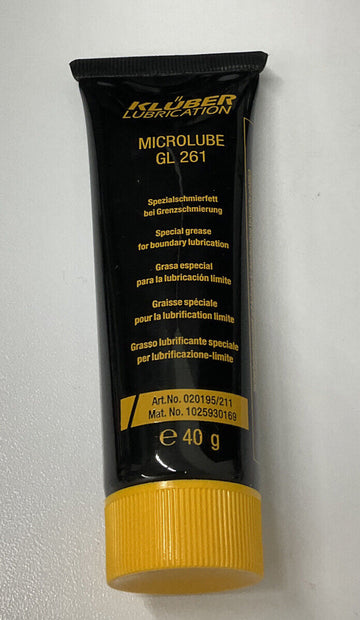 KLÜBER
LUBRICATION
MICROLUBE
GL 261
Spezialschmierfett
bei Grenzschmierung
Special grease
for boundary lubrication
Grasa especial
para la lubricación límite
Graisse spéciale
pour la lubrification limite
Grasso lubrificante speciale
per lubrificazione-limite
Art.No. 020195/211
Mat. No. 1025930169
℮ 40 g